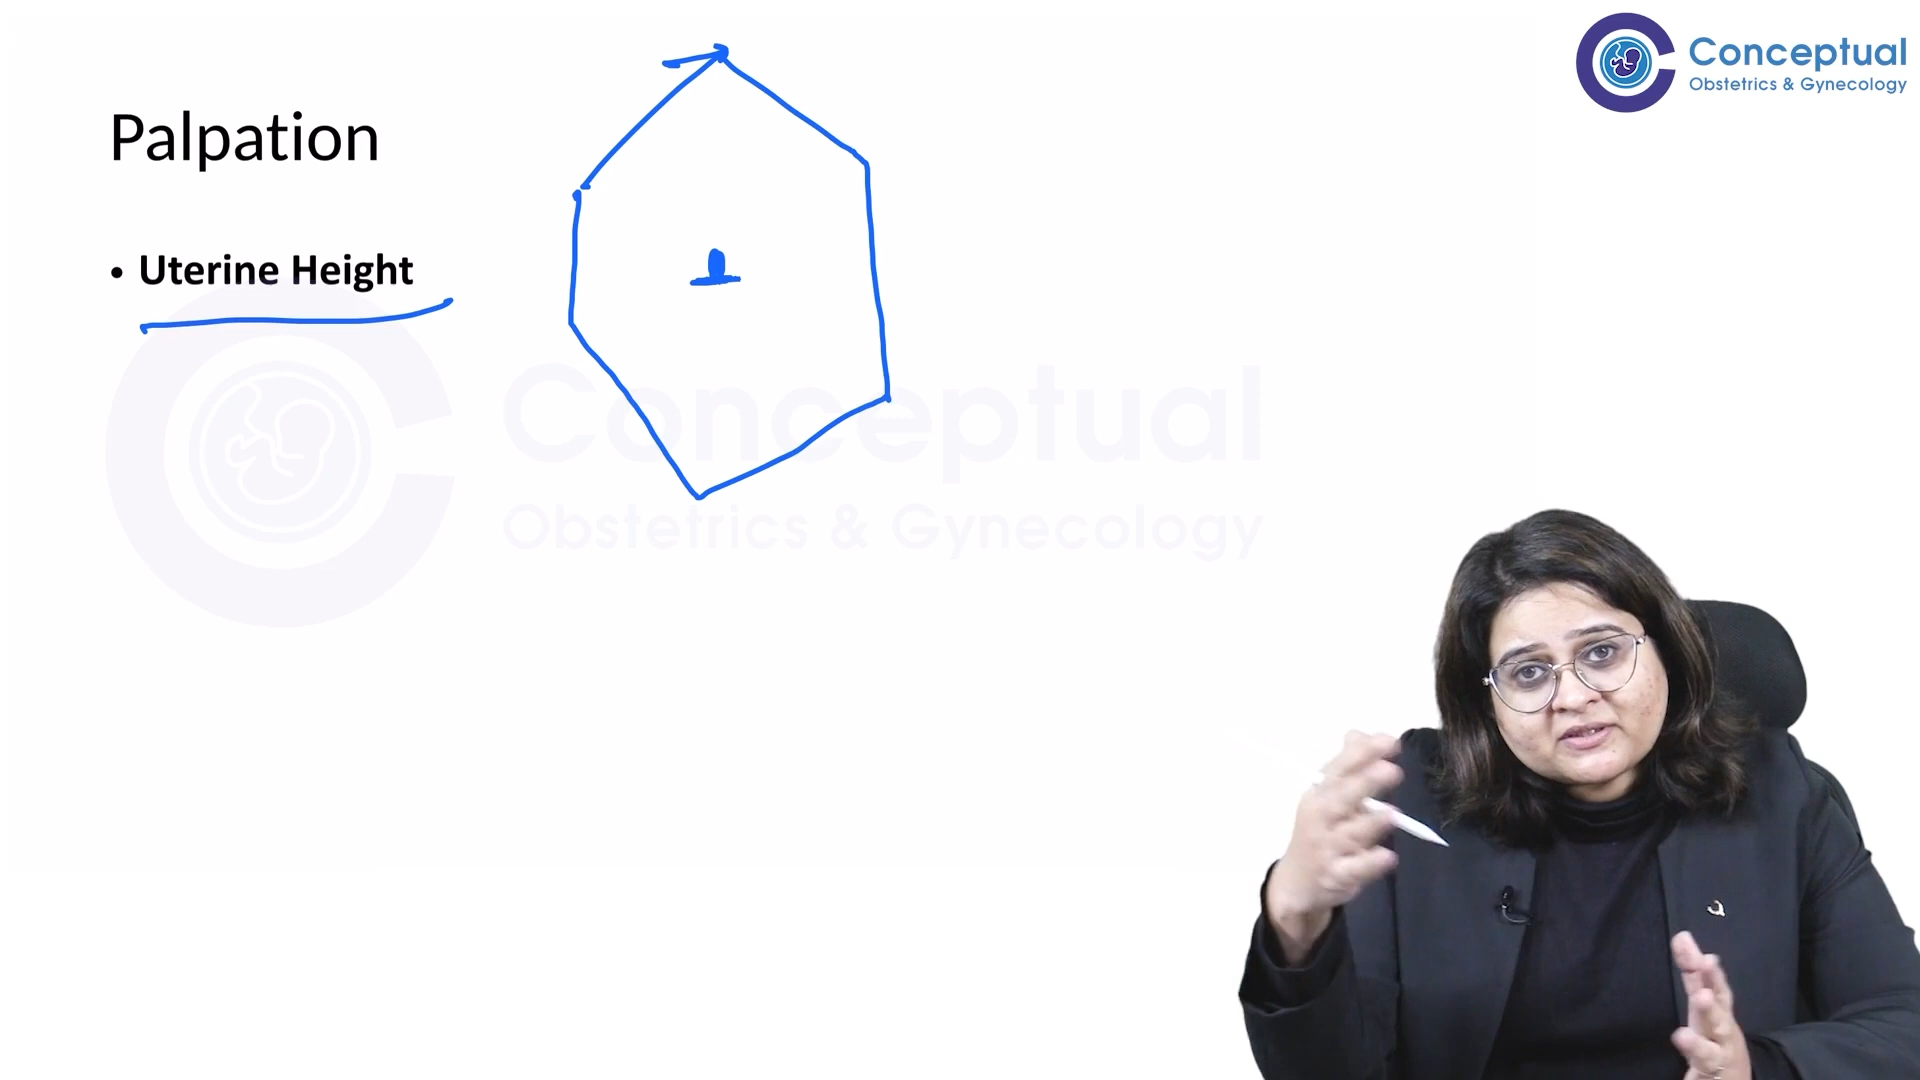 Conceptual
Obstetrics & Gynecology
Palpation
• Uterine Height
Conceptual
Obstetrics & Gynecology